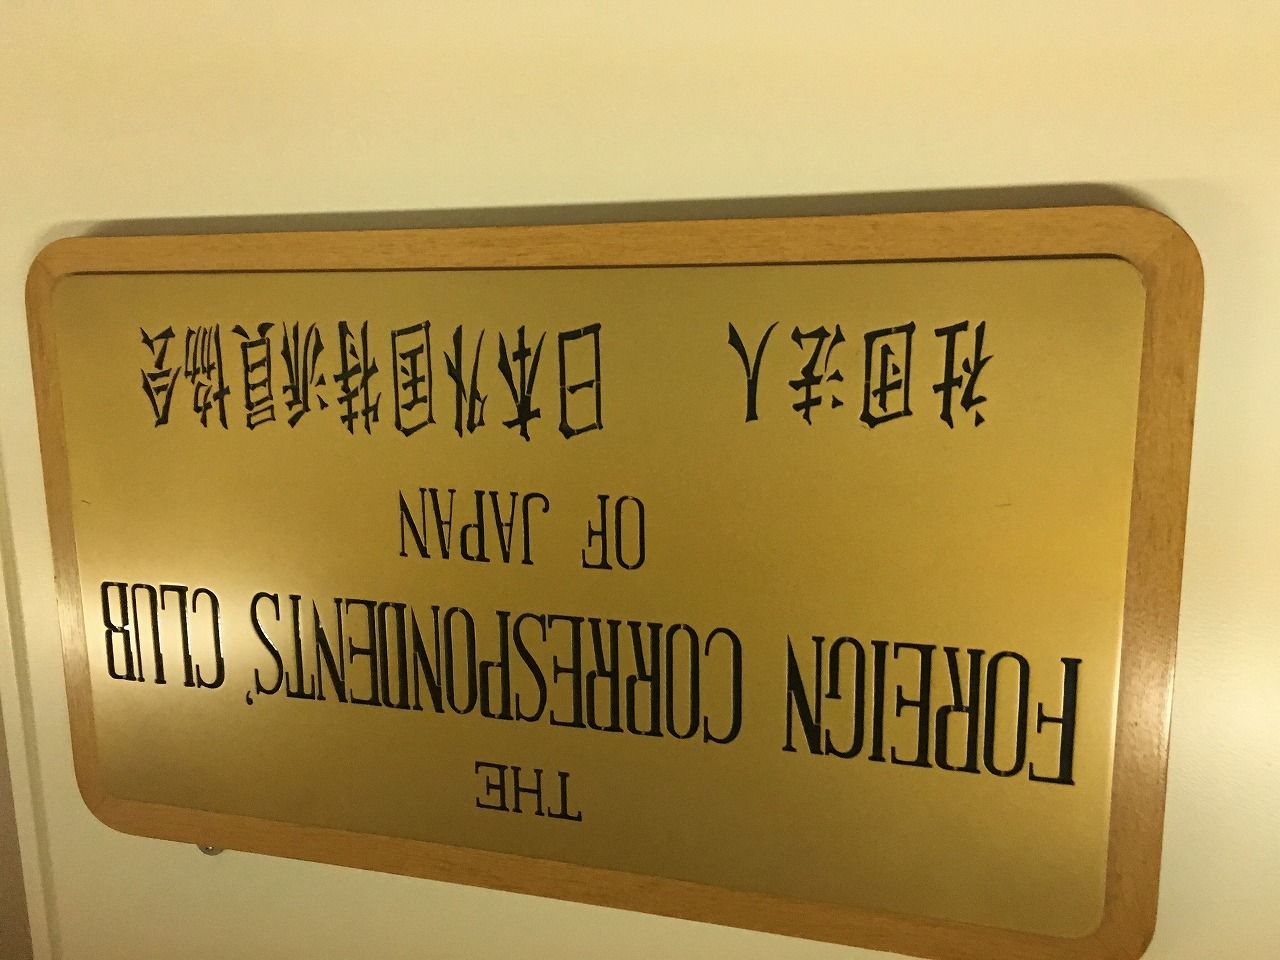 THE
FOREIGN CORRESPONDENTS' CLUB
OF JAPAN
社団法人 日本外国特派員協会